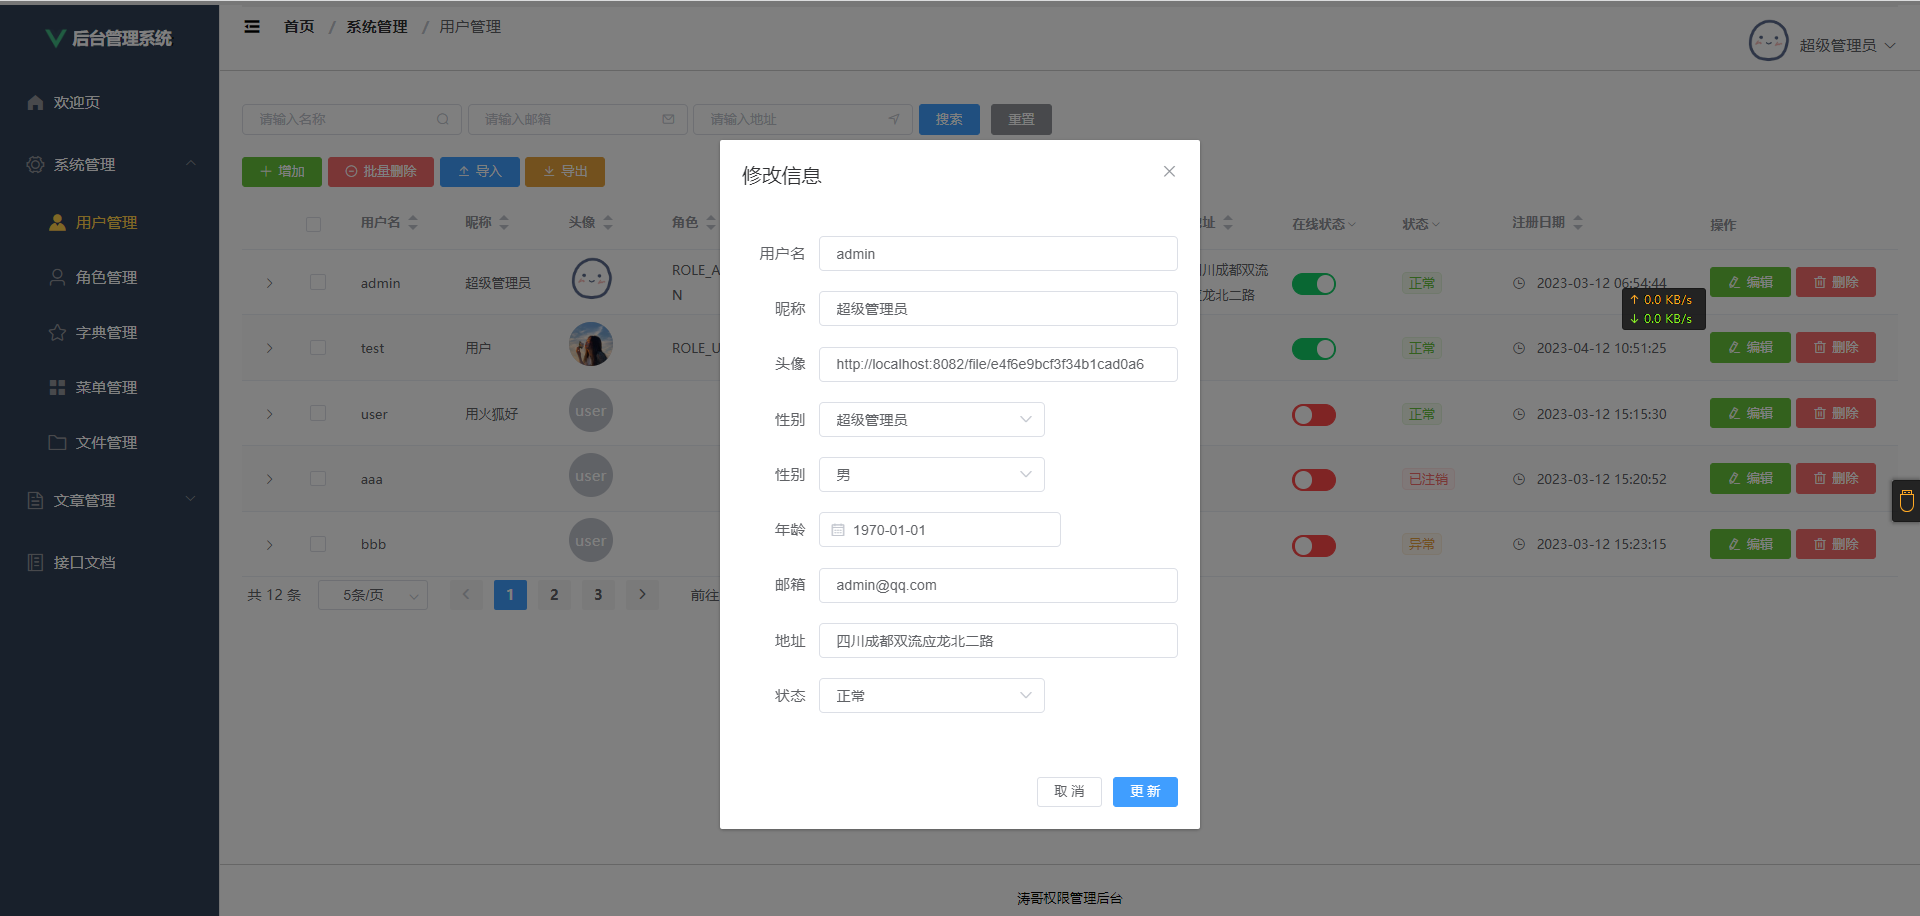 后台管理系统
首页 / 系统管理 / 用户管理
超级管理员
欢迎页
系统管理
用户管理
角色管理
字典管理
菜单管理
文件管理
文章管理
接口文档
请输入名称
请输入邮箱
请输入地址
搜索
重置
增加
批量删除
导入
导出
用户名 昵称 头像 角色 址 在线状态 状态 注册日期 操作
admin 超级管理员 ROLE_A 川成都双流 正常 2023-03-12 06:54:44 编辑 删除
N 龙北二路
↑ 0.0 KB/s
↓ 0.0 KB/s
test 用户 ROLE_U 正常 2023-04-12 10:51:25 编辑 删除
user 用火狐好 user 正常 2023-03-12 15:15:30 编辑 删除
aaa user 已注销 2023-03-12 15:20:52 编辑 删除
bbb user 异常 2023-03-12 15:23:15 编辑 删除
共 12 条 5条/页 1 2 3 前往
修改信息
用户名 admin
昵称 超级管理员
头像 http://localhost:8082/file/e4f6e9bcf3f34b1cad0a6
性别 超级管理员
性别 男
年龄 1970-01-01
邮箱 admin@qq.com
地址 四川成都双流应龙北二路
状态 正常
取 消
更 新
涛哥权限管理后台